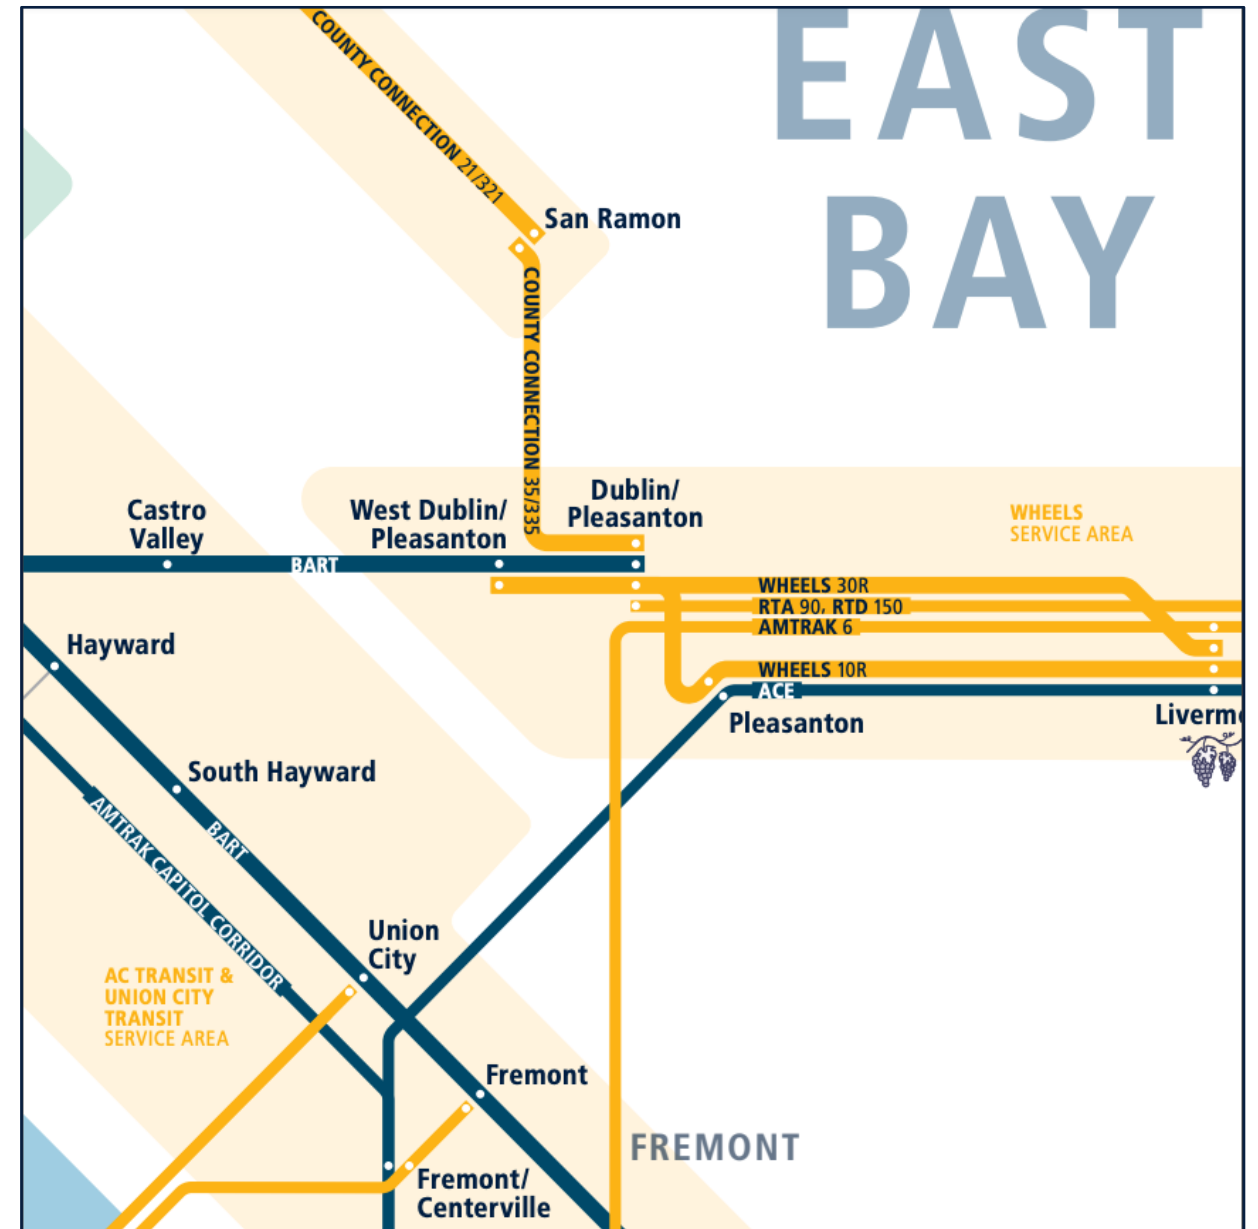 EAST
BAY
COUNTY CONNECTION 21/321
San Ramon
COUNTY CONNECTION 35/335
Castro
Valley
West Dublin/
Pleasanton
Dublin/
Pleasanton
WHEELS
SERVICE AREA
BART
WHEELS 30R
RTA 90, RTD 150
AMTRAK 6
WHEELS 10R
ACE
Pleasanton
Liverm
Hayward
South Hayward
BART
AMTRAK CAPITOL CORRIDOR
Union
City
AC TRANSIT &
UNION CITY
TRANSIT
SERVICE AREA
Fremont
FREMONT
Fremont/
Centerville